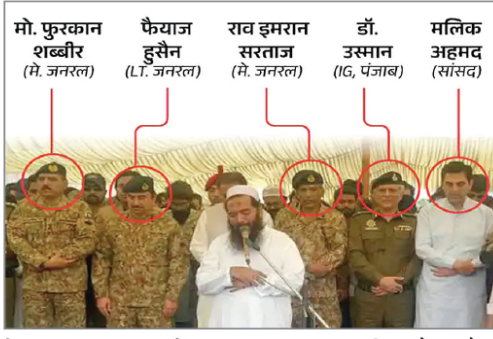 मो. फुरकान
शब्बीर
(मे. जनरल)
फैयाज
हुसैन
(LT. जनरल)
राव इमरान
सरताज
(मे. जनरल)
डॉ.
उस्मान
(IG, पंजाब)
मलिक
अहमद
(सांसद)